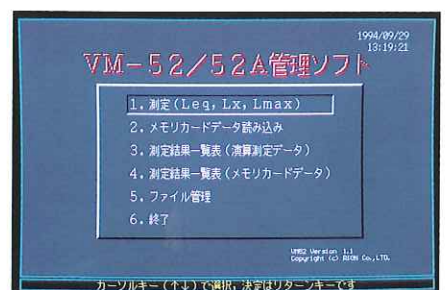 1994/09/29
13:19:21
VM-52/52A管理ソフト
1. 測定(Leq, Lx, Lmax)
2. メモリカードデータ読み込み
3. 測定結果一覧表(演算測定データ)
4. 測定結果一覧表(メモリカードデータ)
5. ファイル管理
6. 終了
VM52 Version 1.1
Copyright (c) RION Co.,LTD.
カーソルキー(↑↓)で選択，決定はリターンキーです